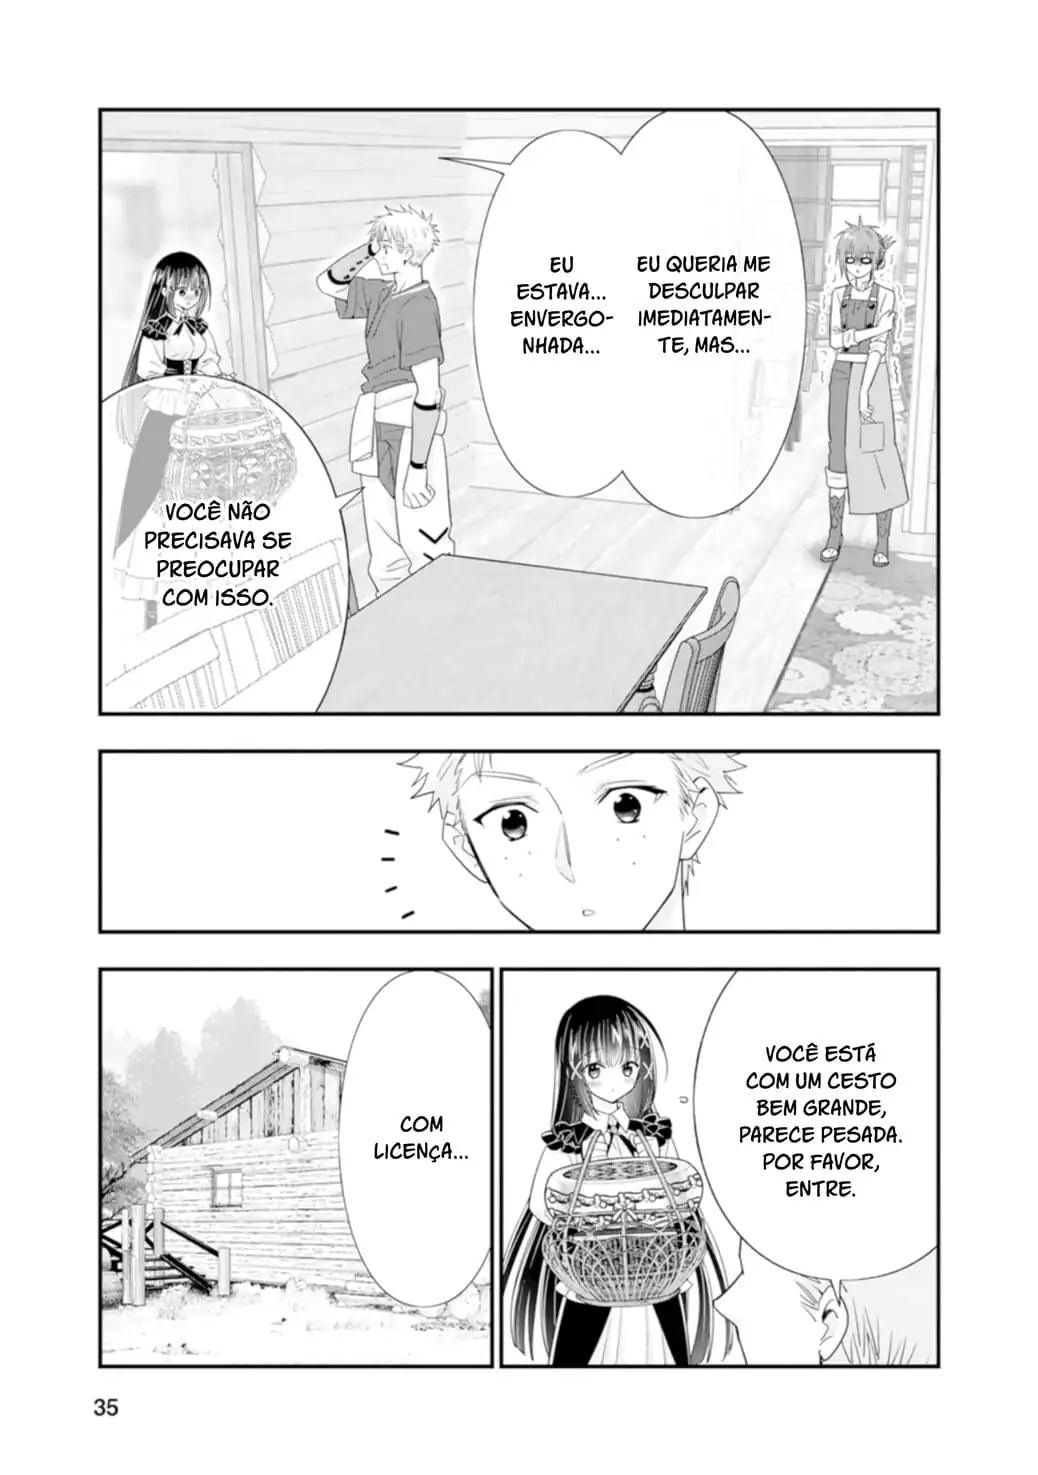 EU QUERIA ME
DESCULPAR
IMEDIATAMEN-
TE, MAS...
EU
ESTAVA...
ENVERGO-
NHADA...
VOCÊ NÃO
PRECISAVA SE
PREOCUPAR
COM ISSO.
VOCÊ ESTÁ
COM UM CESTO
BEM GRANDE,
PARECE PESADA.
POR FAVOR,
ENTRE.
COM
LICENÇA...
35